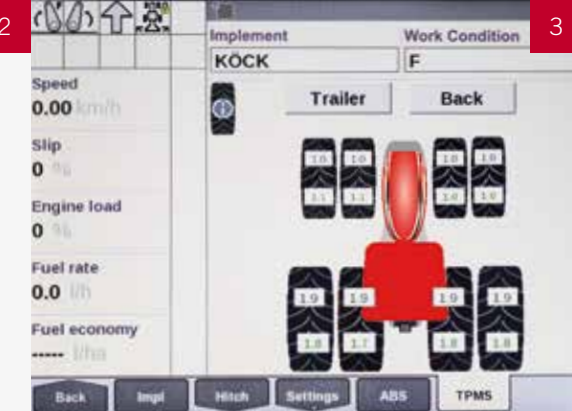 2
3
Implement
Work Condition
KÖCK
F
Trailer
Back
Speed
0.00 km/h
Slip
0 %
Engine load
0 %
Fuel rate
0.0 l/h
Fuel economy
----- l/ha
1.0 1.0 1.0 1.0
1.1 1.1 1.0 1.0
1.9 1.9 1.9 1.9
1.8 1.7 1.8 1.8
Back
Impl
Hitch
Settings
ABS
TPMS